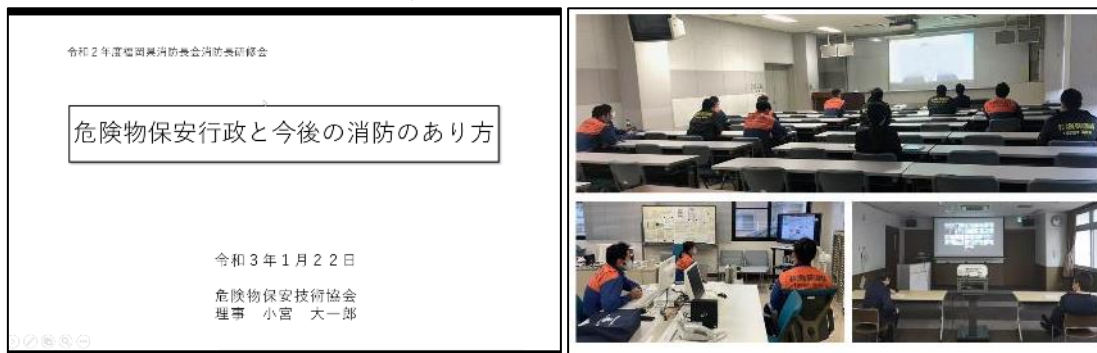 令和2年度福岡県消防長会消防長研修会
危険物保安行政と今後の消防のあり方
令和3年1月22日
危険物保安技術協会
理事 小宮 大一郎